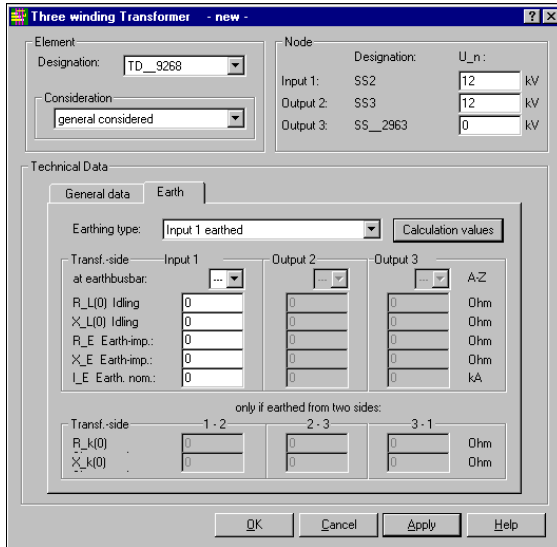 Three winding Transformer - new -
Element
Designation: TD__9268
Consideration
general considered
Node
Designation: U_n :
Input 1: SS2 12 kV
Output 2: SS3 12 kV
Output 3: SS__2963 0 kV
Technical Data
General data Earth
Earthing type: Input 1 earthed Calculation values
Transf.-side Input 1 Output 2 Output 3
at earthbusbar: ... ... ... A-Z
R_L(0) Idling 0 0 0 Ohm
X_L(0) Idling 0 0 0 Ohm
R_E Earth-imp.: 0 0 0 Ohm
X_E Earth-imp.: 0 0 0 Ohm
I_E Earth. nom.: 0 0 0 kA
only if earthed from two sides:
Transf.-side 1 - 2 2 - 3 3 - 1
R_k(0) 0 0 0 Ohm
X_k(0) 0 0 0 Ohm
OK Cancel Apply Help